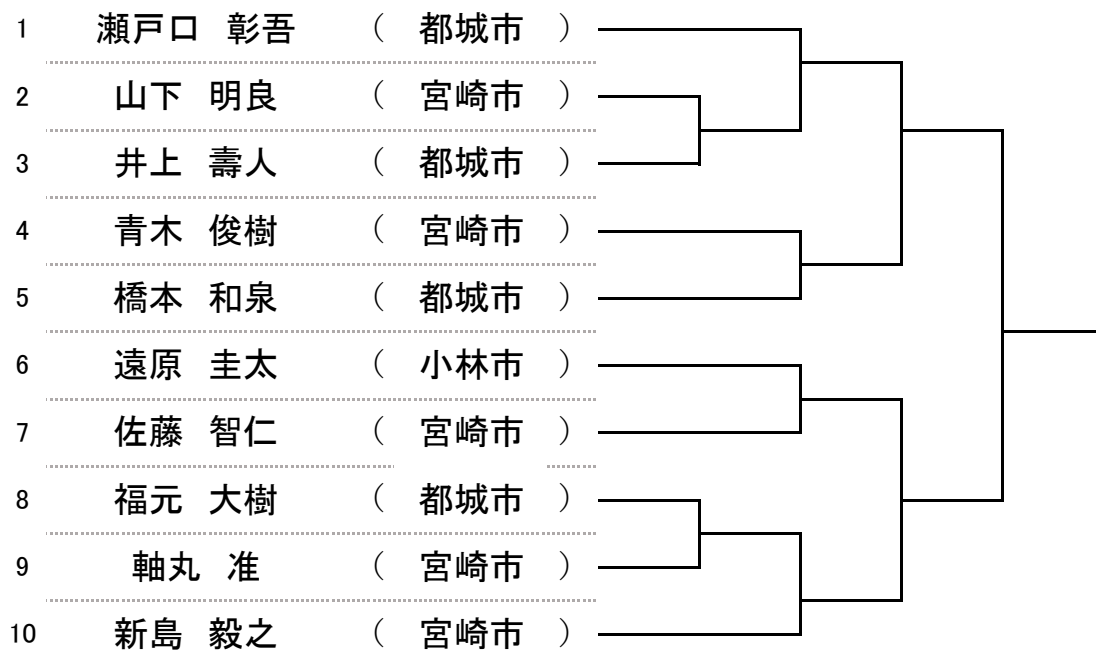 1 瀬戸口 彰吾 ( 都城市 )
2 山下 明良 ( 宮崎市 )
3 井上 壽人 ( 都城市 )
4 青木 俊樹 ( 宮崎市 )
5 橋本 和泉 ( 都城市 )
6 遠原 圭太 ( 小林市 )
7 佐藤 智仁 ( 宮崎市 )
8 福元 大樹 ( 都城市 )
9 軸丸 准 ( 宮崎市 )
10 新島 毅之 ( 宮崎市 )